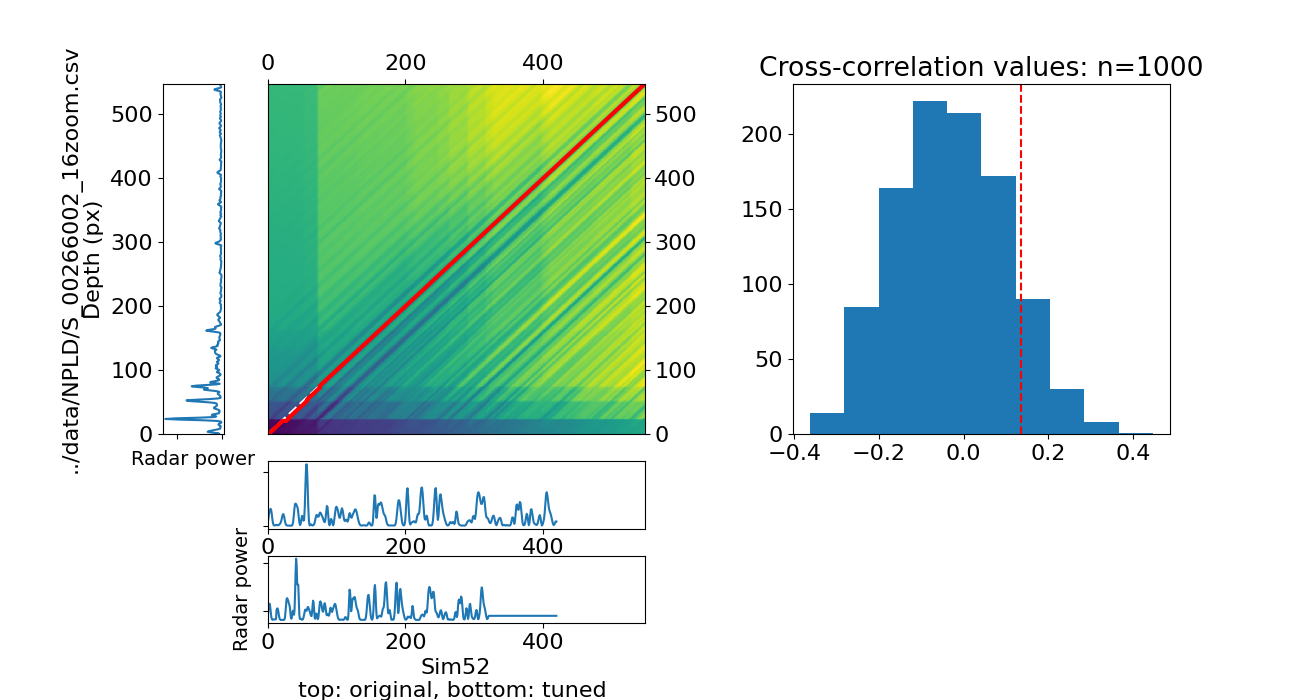 Cross-correlation values: n=1000
0 200 400
../data/NPLD/S_00266002_16zoom.csv
Depth (px)
500
400
300
200
100
0
500
400
300
200
100
0
200
150
100
50
0
−0.4 −0.2 0.0 0.2 0.4
Radar power
0 200 400
Radar power
0 200 400
Sim52
top: original, bottom: tuned